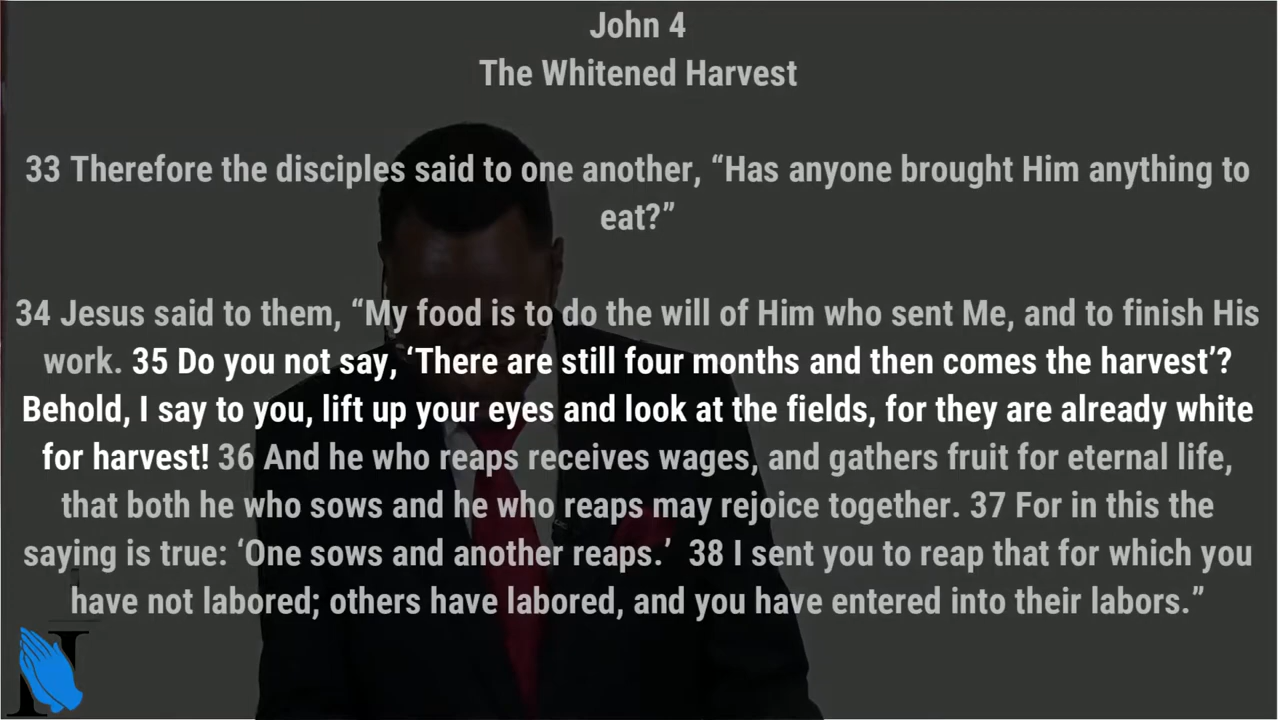 John 4
The Whitened Harvest
33 Therefore the disciples said to one another, “Has anyone brought Him anything to
eat?”
34 Jesus said to them, “My food is to do the will of Him who sent Me, and to finish His
work. 35 Do you not say, ‘There are still four months and then comes the harvest’?
Behold, I say to you, lift up your eyes and look at the fields, for they are already white
for harvest! 36 And he who reaps receives wages, and gathers fruit for eternal life,
that both he who sows and he who reaps may rejoice together. 37 For in this the
saying is true: ‘One sows and another reaps.’  38 I sent you to reap that for which you
have not labored; others have labored, and you have entered into their labors.”